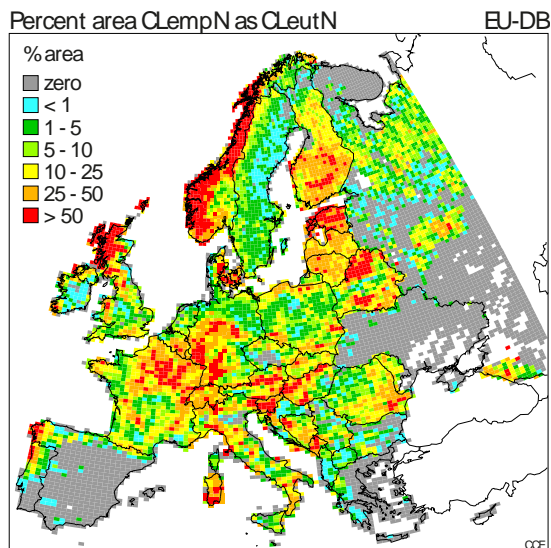 Percent area CLempN as CLeutN EU-DB
% area
zero
< 1
1 - 5
5 - 10
10 - 25
25 - 50
> 50
CCE